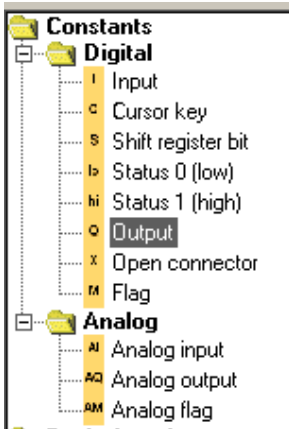 Constants
Digital
I Input
C Cursor key
S Shift register bit
lo Status 0 (low)
hi Status 1 (high)
Q Output
X Open connector
M Flag
Analog
AI Analog input
AQ Analog output
AM Analog flag